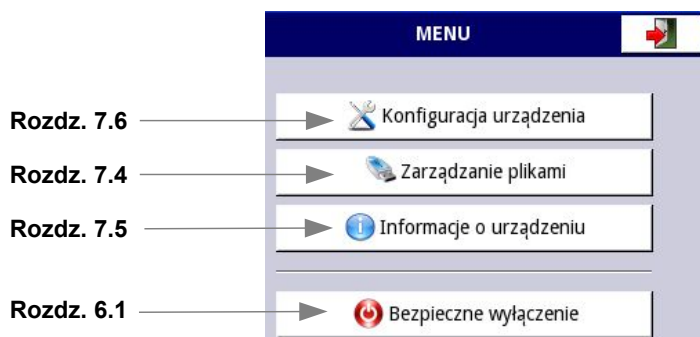 MENU
Rozdz. 7.6 Konfiguracja urządzenia
Rozdz. 7.4 Zarządzanie plikami
Rozdz. 7.5 Informacje o urządzeniu
Rozdz. 6.1 Bezpieczne wyłączenie